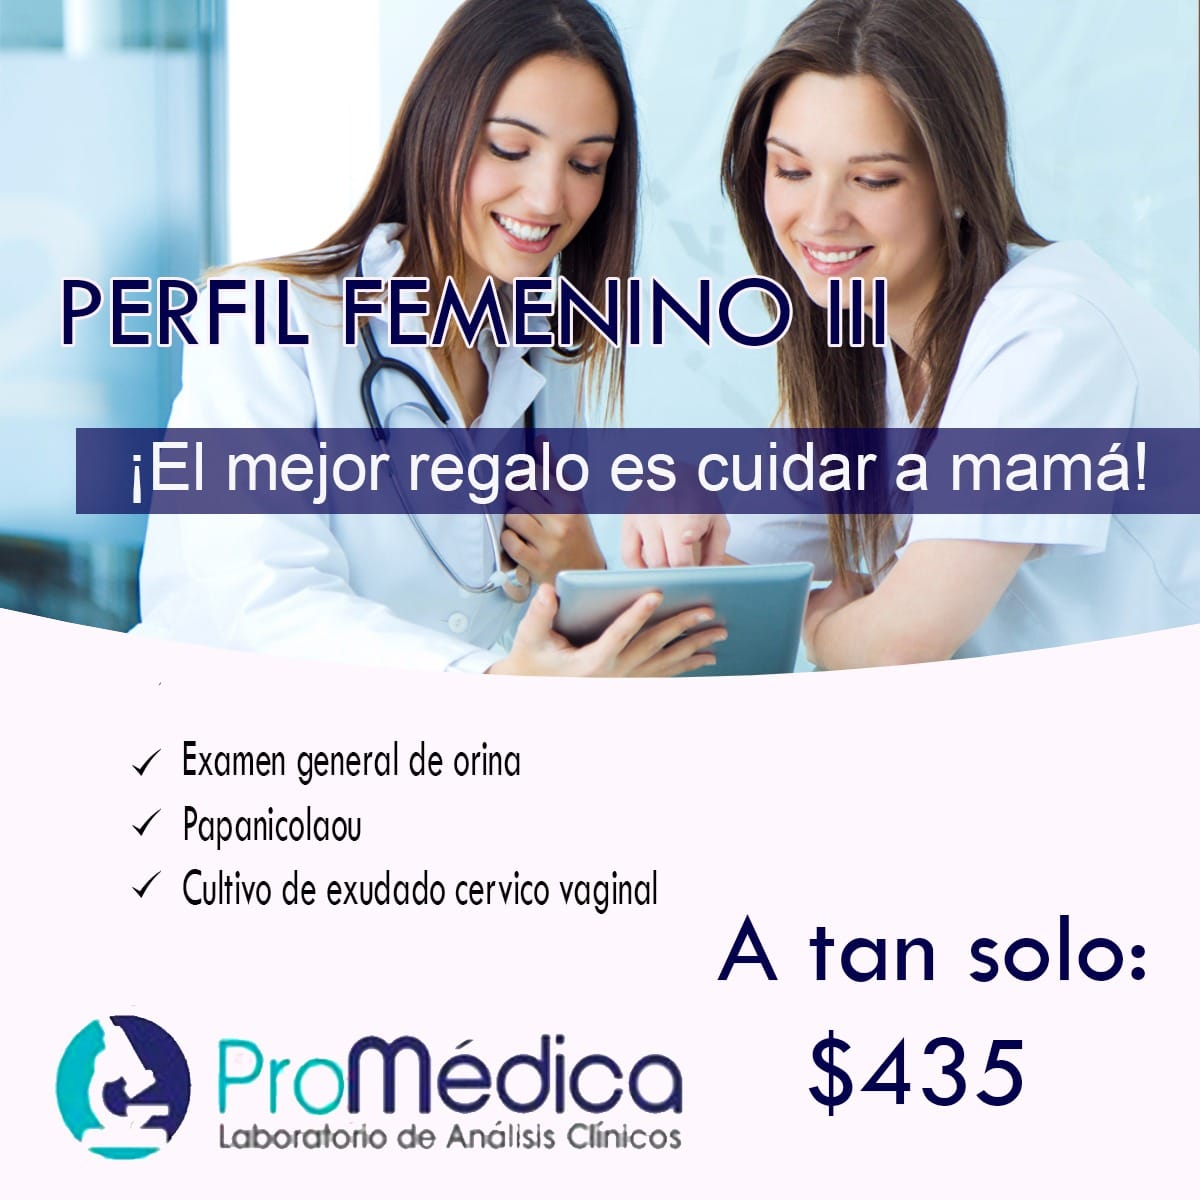 PERFIL FEMENINO III
¡El mejor regalo es cuidar a mamá!
Examen general de orina
Papanicolaou
Cultivo de exudado cervico vaginal
A tan solo:
$435
ProMédica
Laboratorio de Análisis Clínicos